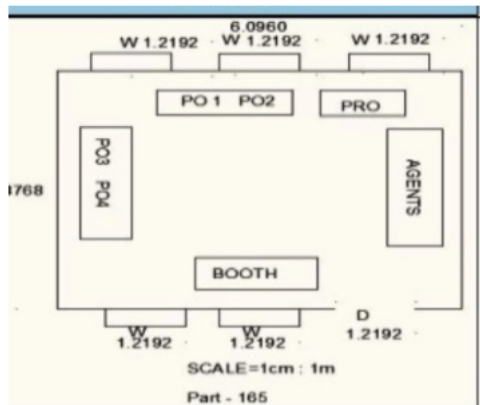 6.0960
W 1.2192 W 1.2192 W 1.2192
PO 1 PO2
PRO
PO3 PO4
AGENTS
3768
BOOTH
W 1.2192
W 1.2192
D 1.2192
SCALE=1cm : 1m
Part - 165